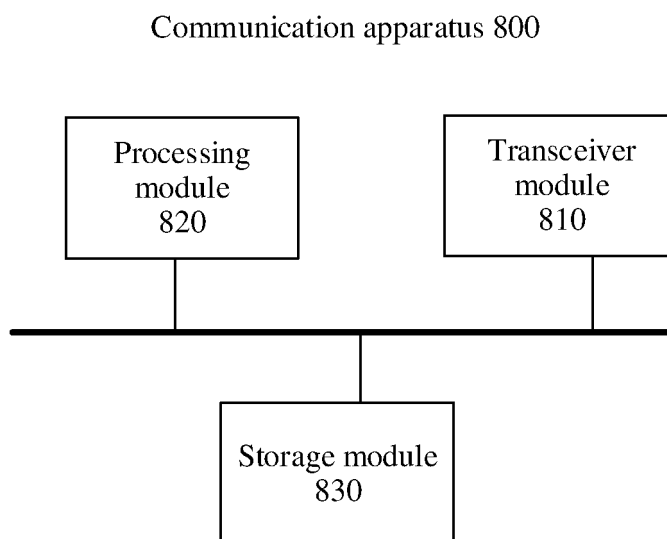 Communication apparatus 800
Processing
module
820
Transceiver
module
810
Storage module
830